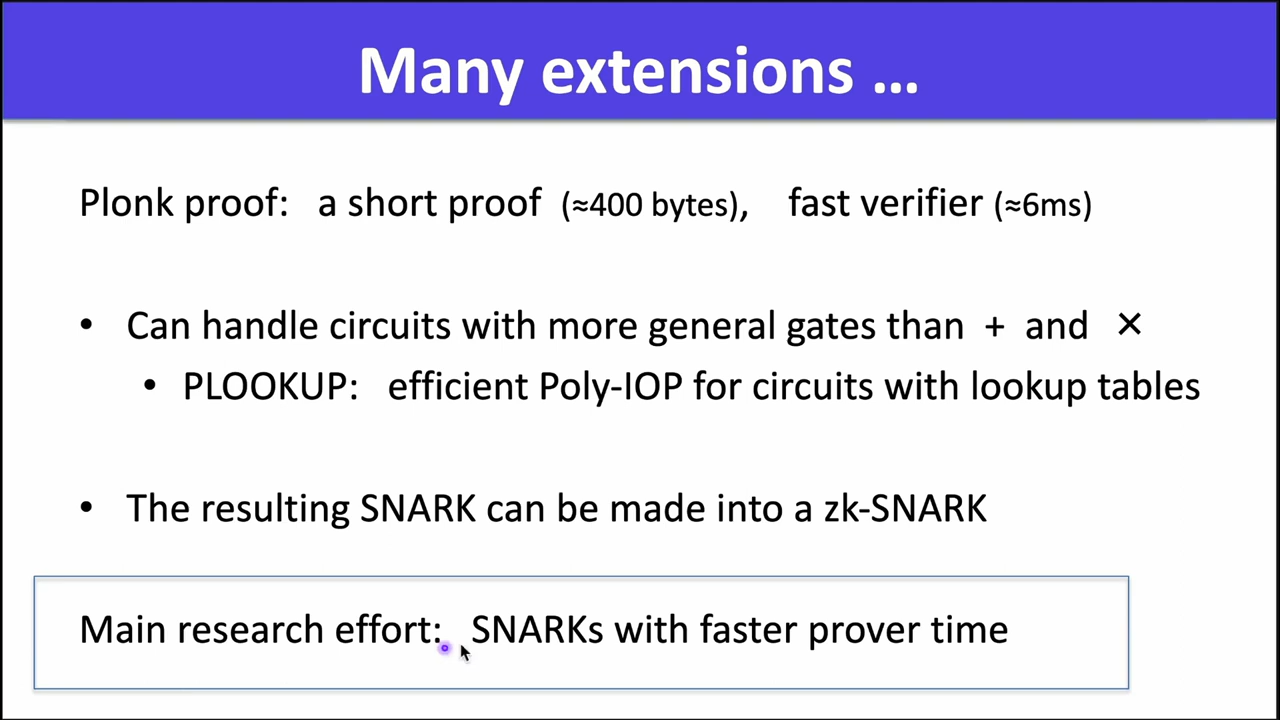 Many extensions ...
Plonk proof: a short proof (≈400 bytes), fast verifier (≈6ms)
• Can handle circuits with more general gates than + and ×
• PLOOKUP: efficient Poly-IOP for circuits with lookup tables
• The resulting SNARK can be made into a zk-SNARK
Main research effort: SNARKs with faster prover time